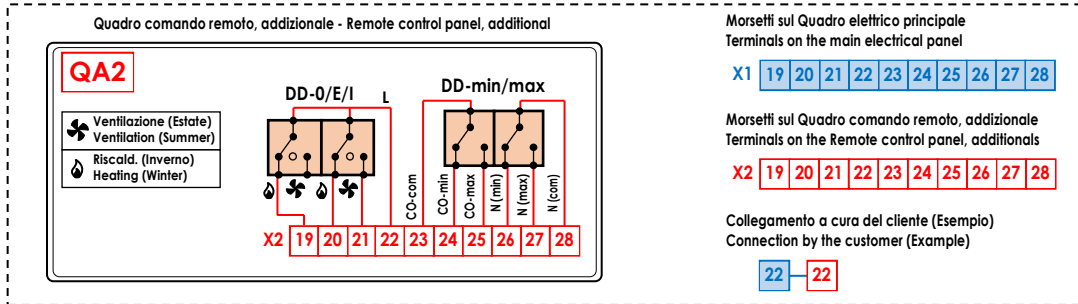 Quadro comando remoto, addizionale - Remote control panel, additional
QA2
Ventilazione (Estate)
Ventilation (Summer)
Riscald. (Inverno)
Heating (Winter)
DD-0/E/I
L
DD-min/max
CO-com
CO-min
CO-max
N (min)
N (max)
N (com)
X2 19 20 21 22 23 24 25 26 27 28
Morsetti sul Quadro elettrico principale
Terminals on the main electrical panel
X1 19 20 21 22 23 24 25 26 27 28
Morsetti sul Quadro comando remoto, addizionale
Terminals on the Remote control panel, additionals
X2 19 20 21 22 23 24 25 26 27 28
Collegamento a cura del cliente (Esempio)
Connection by the customer (Example)
22 22